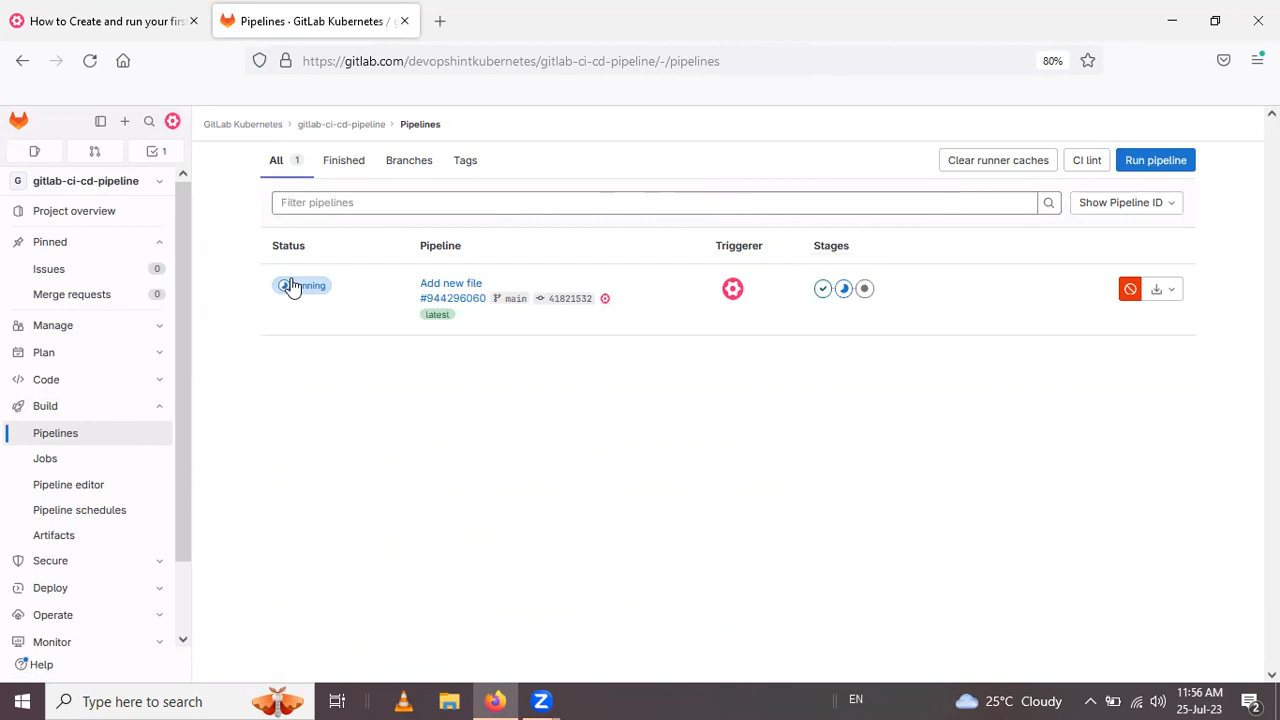 How to Create and run your firs
Pipelines · GitLab Kubernetes / g
https://gitlab.com/devopshintkubernetes/gitlab-ci-cd-pipeline/-/pipelines
80%
GitLab Kubernetes › gitlab-ci-cd-pipeline › Pipelines
1
G gitlab-ci-cd-pipeline
Project overview
Pinned
Issues 0
Merge requests 0
Manage
Plan
Code
Build
Pipelines
Jobs
Pipeline editor
Pipeline schedules
Artifacts
Secure
Deploy
Operate
Monitor
Help
All 1 Finished Branches Tags
Clear runner caches CI lint Run pipeline
Filter pipelines
Show Pipeline ID
Status Pipeline Triggerer Stages
nning
Add new file
#944296060 main 41821532
latest
Type here to search
EN
25°C Cloudy
11:56 AM
25-Jul-23
2